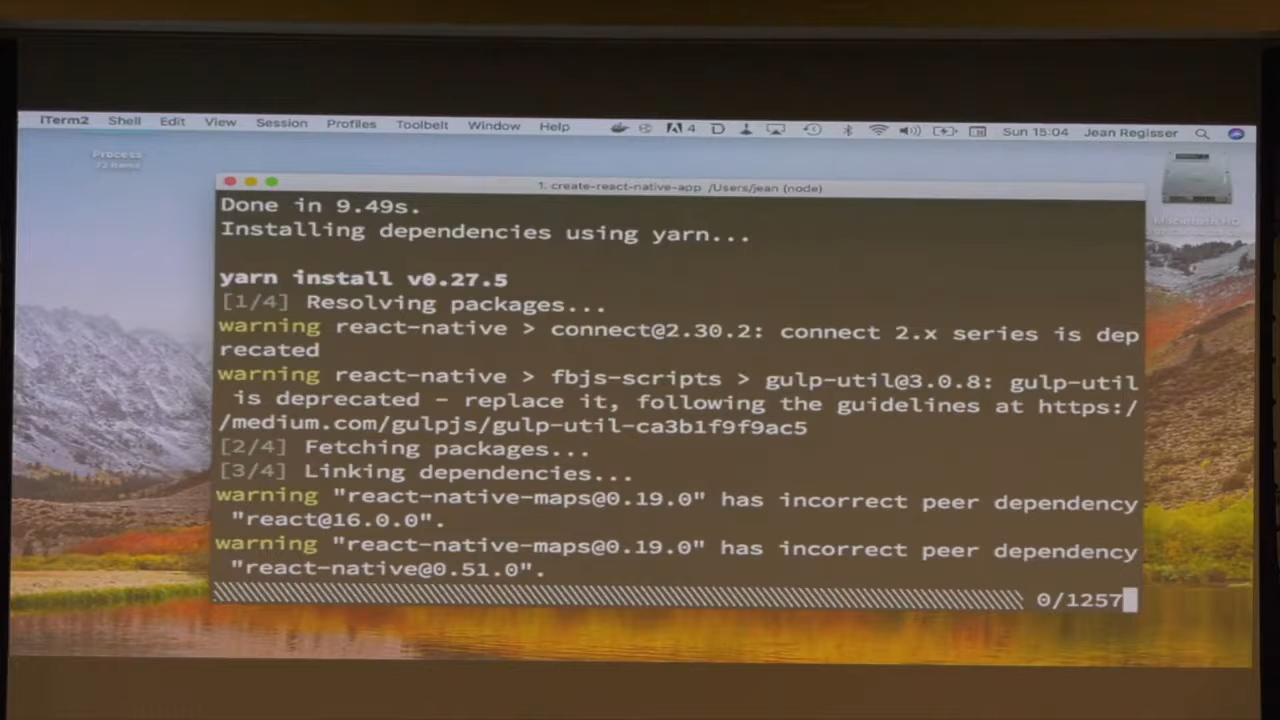 iTerm2 Shell Edit View Session Profiles Toolbelt Window Help 4 Sun 15:04 Jean Regisser
Process
72 items
1. create-react-native-app /Users/jean (node)
Macintosh HD
Done in 9.49s.
Installing dependencies using yarn...
yarn install v0.27.5
[1/4] Resolving packages...
warning react-native > connect@2.30.2: connect 2.x series is dep
recated
warning react-native > fbjs-scripts > gulp-util@3.0.8: gulp-util
is deprecated - replace it, following the guidelines at https:/
/medium.com/gulpjs/gulp-util-ca3b1f9f9ac5
[2/4] Fetching packages...
[3/4] Linking dependencies...
warning "react-native-maps@0.19.0" has incorrect peer dependency
"react@16.0.0".
warning "react-native-maps@0.19.0" has incorrect peer dependency
"react-native@0.51.0".
0/1257